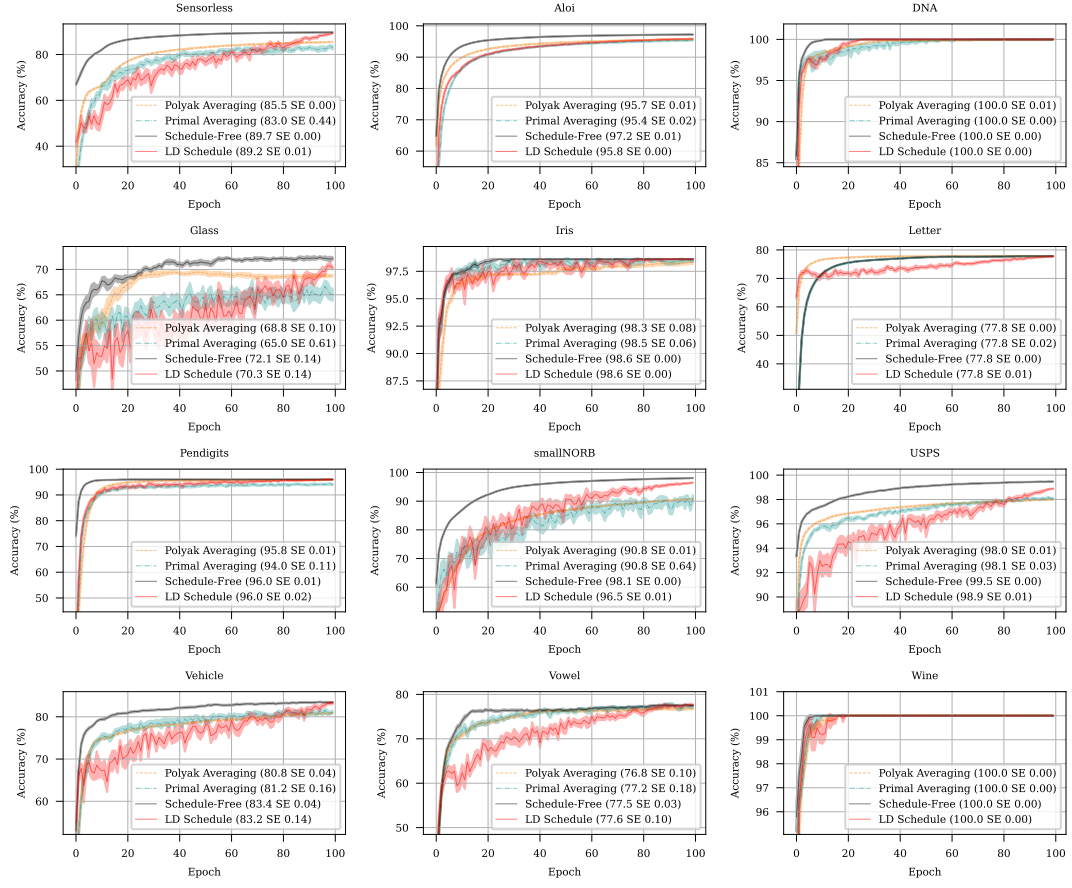 Sensorless
Accuracy (%)
80
60
40
Polyak Averaging (85.5 SE 0.00)
Primal Averaging (83.0 SE 0.44)
Schedule-Free (89.7 SE 0.00)
LD Schedule (89.2 SE 0.01)
0 20 40 60 80 100
Epoch
Aloi
Accuracy (%)
100
90
80
70
60
Polyak Averaging (95.7 SE 0.01)
Primal Averaging (95.4 SE 0.02)
Schedule-Free (97.2 SE 0.01)
LD Schedule (95.8 SE 0.00)
0 20 40 60 80 100
Epoch
DNA
Accuracy (%)
100
95
90
85
Polyak Averaging (100.0 SE 0.01)
Primal Averaging (100.0 SE 0.00)
Schedule-Free (100.0 SE 0.00)
LD Schedule (100.0 SE 0.00)
0 20 40 60 80 100
Epoch
Glass
Accuracy (%)
70
65
60
55
50
Polyak Averaging (68.8 SE 0.10)
Primal Averaging (65.0 SE 0.61)
Schedule-Free (72.1 SE 0.14)
LD Schedule (70.3 SE 0.14)
0 20 40 60 80 100
Epoch
Iris
Accuracy (%)
97.5
95.0
92.5
90.0
87.5
Polyak Averaging (98.3 SE 0.08)
Primal Averaging (98.5 SE 0.06)
Schedule-Free (98.6 SE 0.00)
LD Schedule (98.6 SE 0.00)
0 20 40 60 80 100
Epoch
Letter
Accuracy (%)
80
70
60
50
40
Polyak Averaging (77.8 SE 0.00)
Primal Averaging (77.8 SE 0.02)
Schedule-Free (77.8 SE 0.00)
LD Schedule (77.8 SE 0.01)
0 20 40 60 80 100
Epoch
Pendigits
Accuracy (%)
100
90
80
70
60
50
Polyak Averaging (95.8 SE 0.01)
Primal Averaging (94.0 SE 0.11)
Schedule-Free (96.0 SE 0.01)
LD Schedule (96.0 SE 0.02)
0 20 40 60 80 100
Epoch
smallNORB
Accuracy (%)
100
90
80
70
60
Polyak Averaging (90.8 SE 0.01)
Primal Averaging (90.8 SE 0.64)
Schedule-Free (98.1 SE 0.00)
LD Schedule (96.5 SE 0.01)
0 20 40 60 80 100
Epoch
USPS
Accuracy (%)
100
98
96
94
92
90
Polyak Averaging (98.0 SE 0.01)
Primal Averaging (98.1 SE 0.03)
Schedule-Free (99.5 SE 0.00)
LD Schedule (98.9 SE 0.01)
0 20 40 60 80 100
Epoch
Vehicle
Accuracy (%)
80
70
60
Polyak Averaging (80.8 SE 0.04)
Primal Averaging (81.2 SE 0.16)
Schedule-Free (83.4 SE 0.04)
LD Schedule (83.2 SE 0.14)
0 20 40 60 80 100
Epoch
Vowel
Accuracy (%)
80
70
60
50
Polyak Averaging (76.8 SE 0.10)
Primal Averaging (77.2 SE 0.18)
Schedule-Free (77.5 SE 0.03)
LD Schedule (77.6 SE 0.10)
0 20 40 60 80 100
Epoch
Wine
Accuracy (%)
101
100
99
98
97
96
Polyak Averaging (100.0 SE 0.00)
Primal Averaging (100.0 SE 0.00)
Schedule-Free (100.0 SE 0.00)
LD Schedule (100.0 SE 0.00)
0 20 40 60 80 100
Epoch